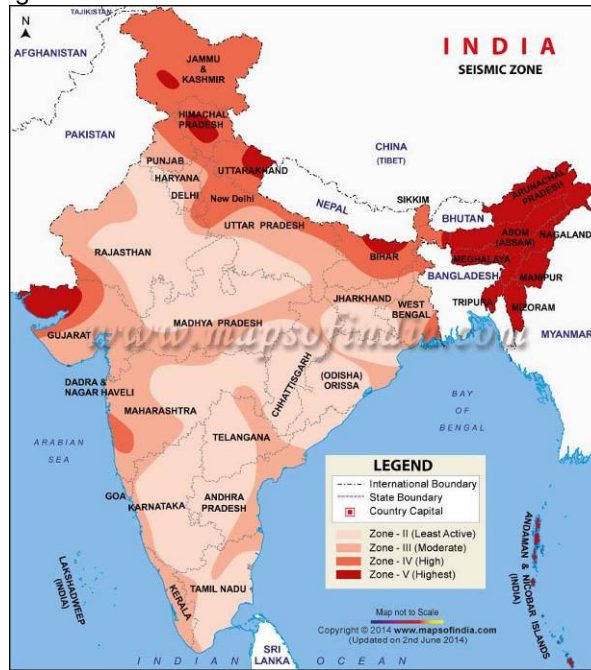 g
N
INDIA
SEISMIC ZONE
TAJIKISTAN
AFGHANISTAN
JAMMU
&
KASHMIR
HIMACHAL
PRADESH
PAKISTAN
PUNJAB
HARYANA
DELHI
UTTARAKHAND
CHINA
(TIBET)
New Delhi
NEPAL
SIKKIM
BHUTAN
ARUNACHAL
PRADESH
RAJASTHAN
UTTAR PRADESH
BIHAR
ASOM
(ASSAM)
NAGALAND
MEGHALAYA
MANIPUR
BANGLADESH
TRIPURA
MIZORAM
MYANMAR
JHARKHAND
WEST
BENGAL
GUJARAT
MADHYA PRADESH
www.mapsofindia.com
CHHATTISGARH
(ODISHA)
ORISSA
DADRA &
NAGAR HAVELI
MAHARASHTRA
TELANGANA
BAY
OF
BENGAL
ARABIAN
SEA
GOA
KARNATAKA
ANDHRA
PRADESH
LAKSHADWEEP
(INDIA)
KERALA
TAMIL NADU
ANDAMAN & NICOBAR ISLANDS
(INDIA)
SRI
LANKA
INDIAN OCEAN
LEGEND
International Boundary
State Boundary
Country Capital
Zone - II (Least Active)
Zone - III (Moderate)
Zone - IV (High)
Zone - V (Highest)
Map not to Scale
Copyright © 2014 www.mapsofindia.com
(Updated on 2nd June 2014)